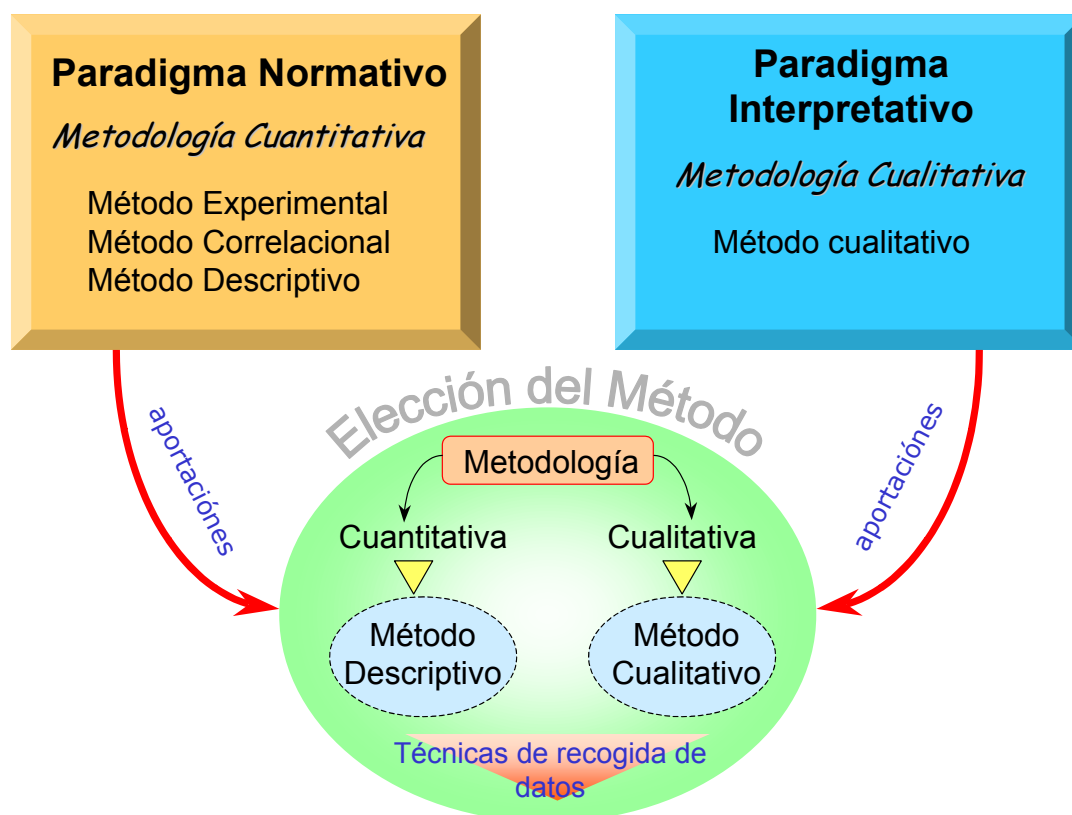 Paradigma Normativo
Metodología Cuantitativa
Método Experimental
Método Correlacional
Método Descriptivo
Paradigma
Interpretativo
Metodología Cualitativa
Método cualitativo
aportaciónes
aportaciónes
Elección del Método
Metodología
Cuantitativa
Cualitativa
Método
Descriptivo
Método
Cualitativo
Técnicas de recogida de
datos